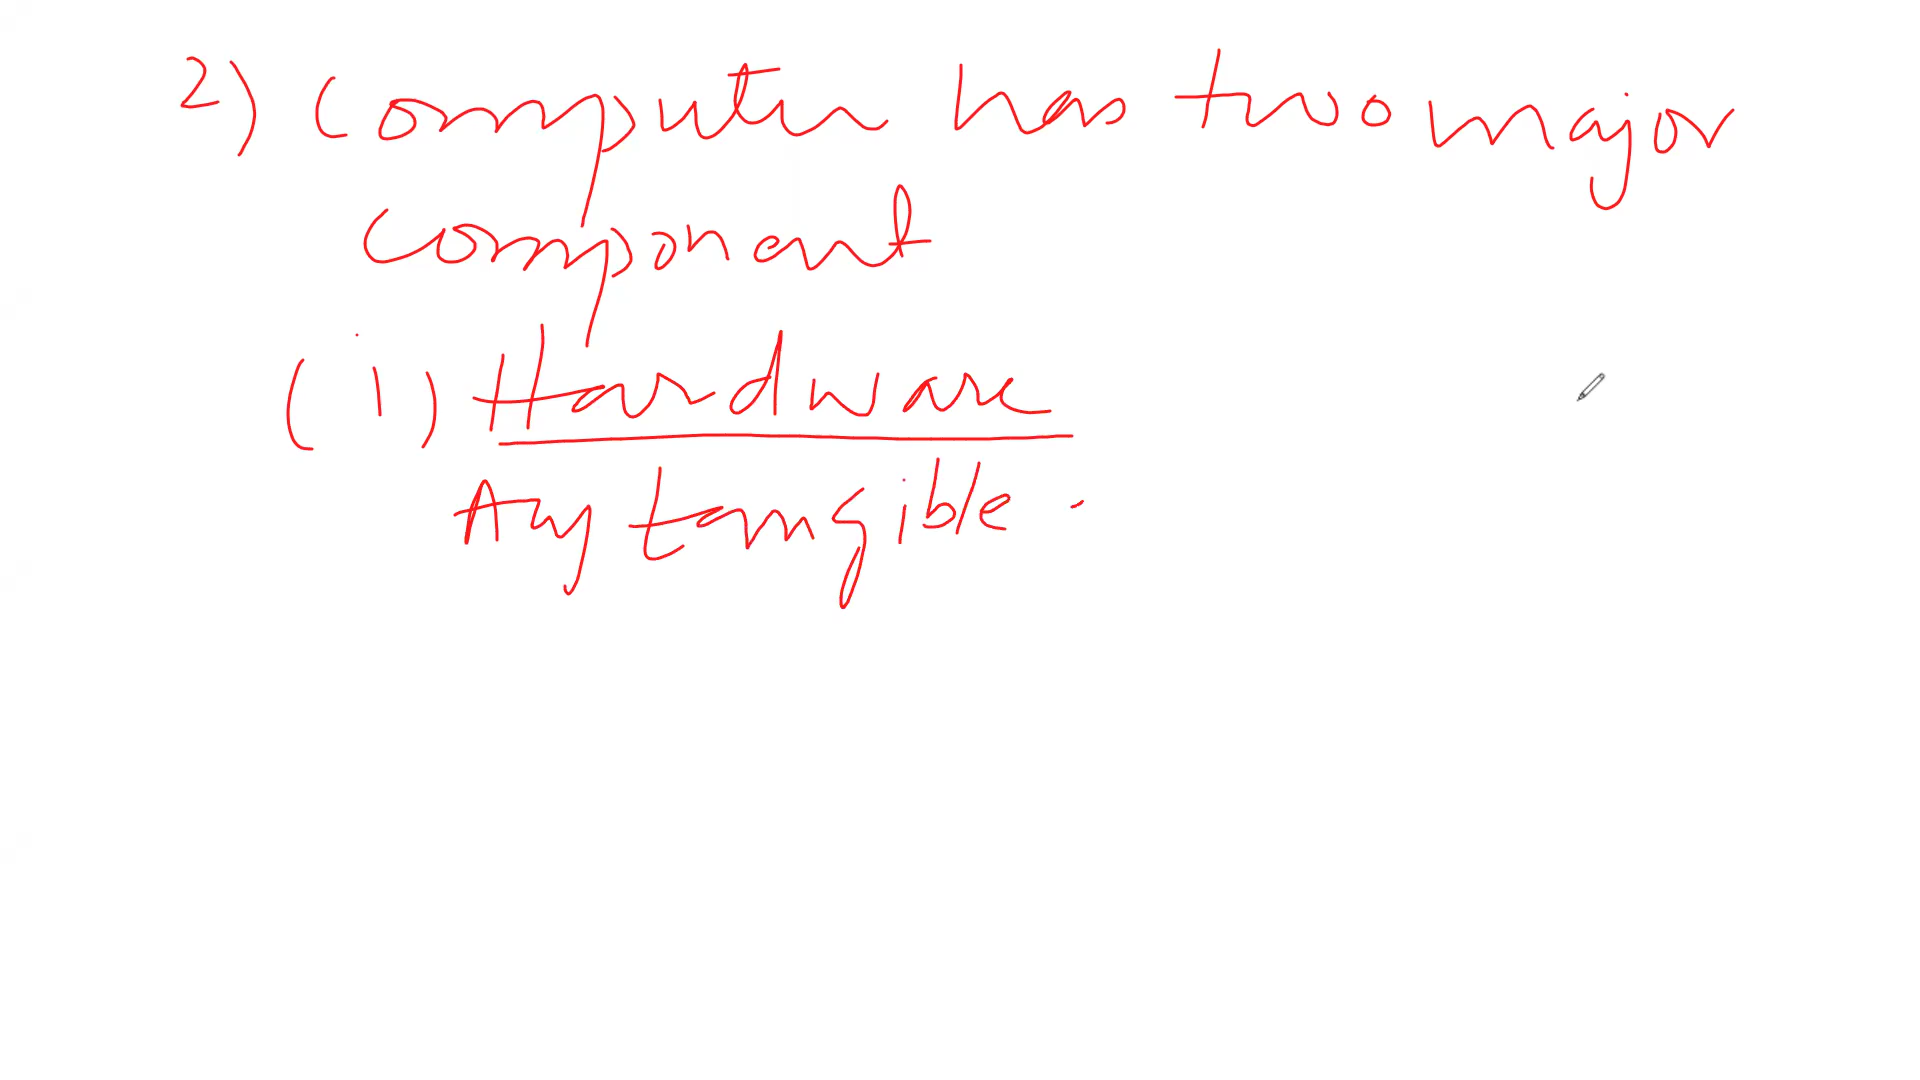 2) Computer has two major
component
(i) Hardware
Any tangible -